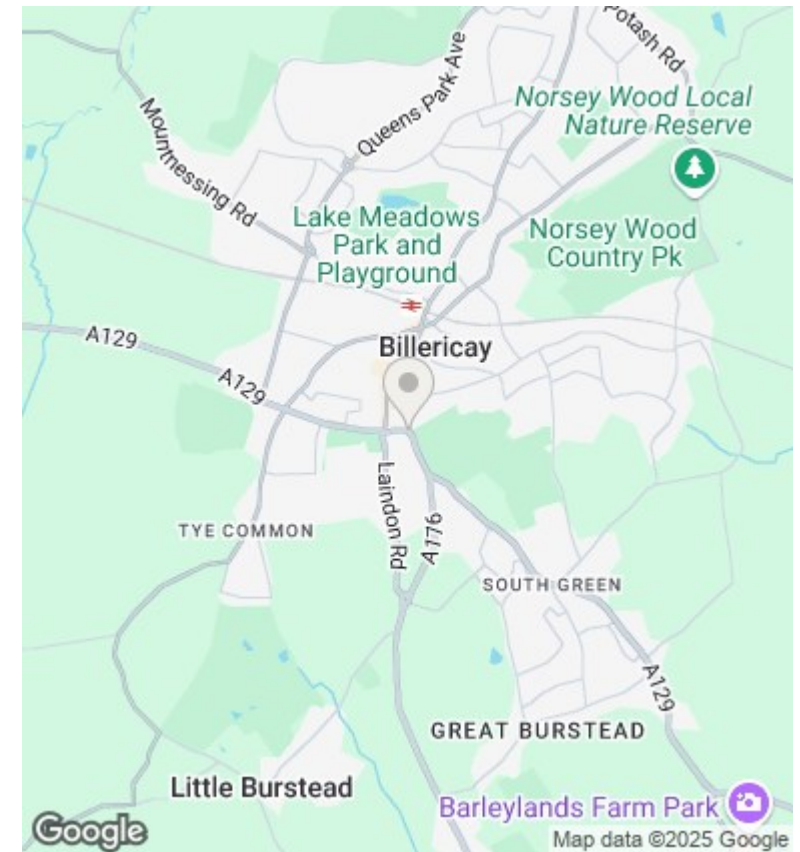 Potash Rd
Queens Park Ave
Norsey Wood Local
Nature Reserve
Mountnessing Rd
Lake Meadows
Park and
Playground
Norsey Wood
Country Pk
A129
Billericay
A129
Laindon Rd
A176
TYE COMMON
SOUTH GREEN
A129
GREAT BURSTEAD
Little Burstead
Barleylands Farm Park
Google
Map data ©2025 Google